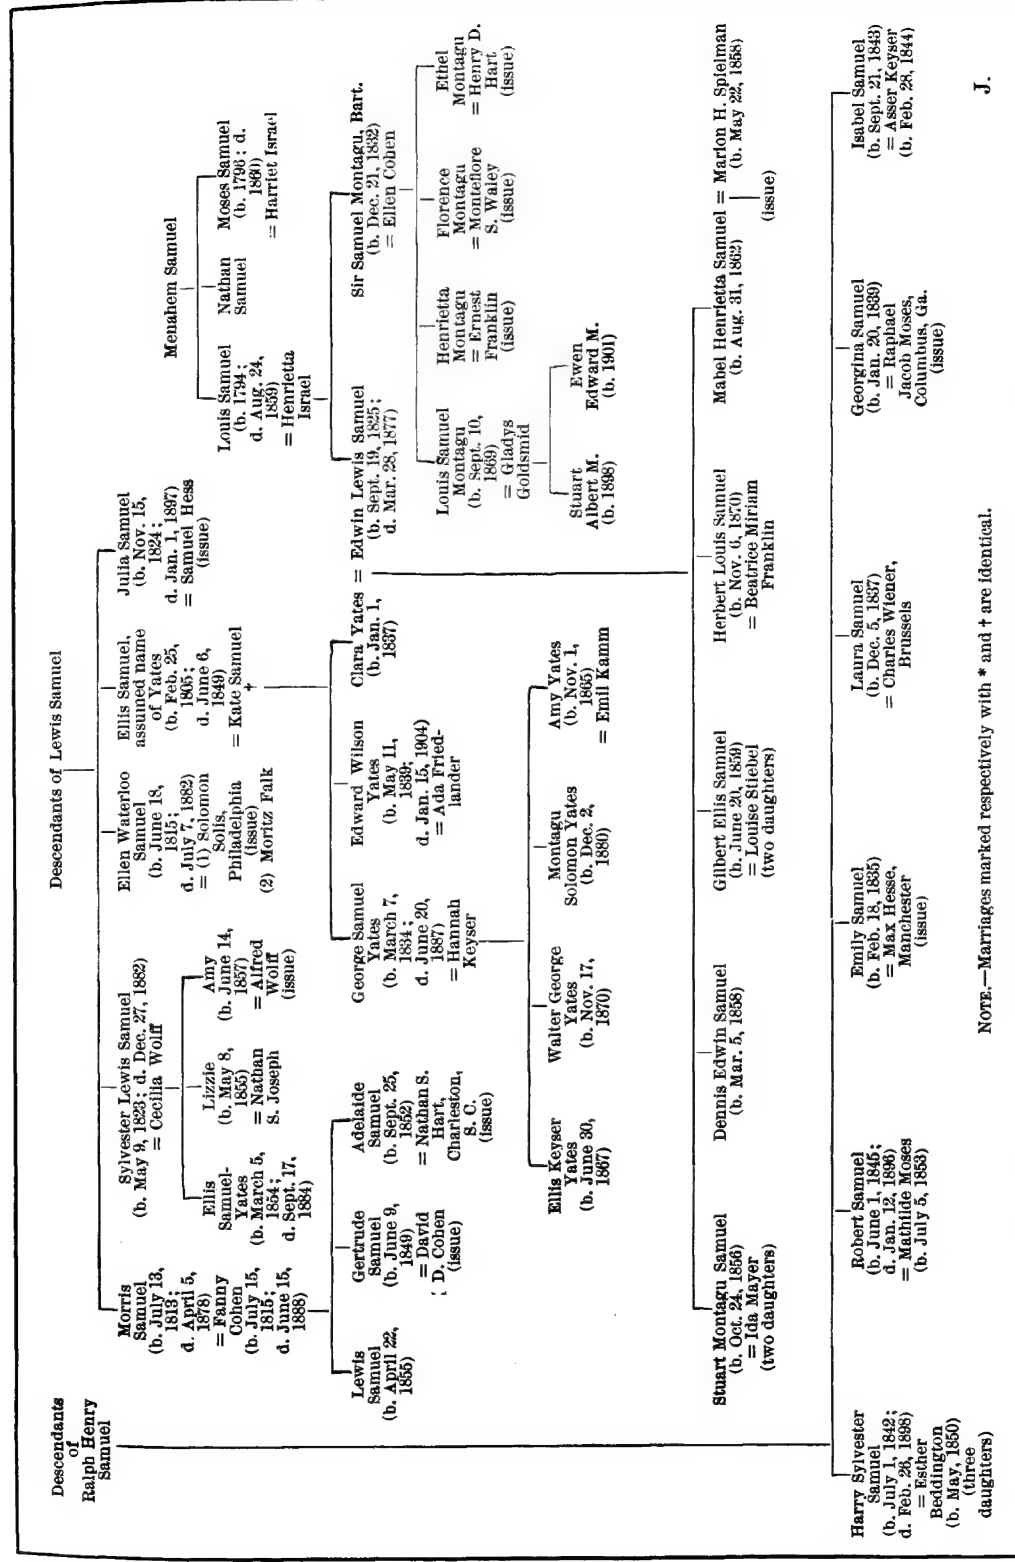 Descendants
of
Ralph Henry
Samuel
Descendants of Lewis Samuel
Morris
Samuel
(b. July 13,
1813;
d. April 5,
1878)
= Fanny
Cohen
(b. July 15,
1815;
d. June 15,
1888)
Sylvester Lewis Samuel
(b. May 9, 1823; d. Dec. 27, 1882)
= Cecilia Wolff
Ellen Waterloo
Samuel
(b. June 18,
1815;
d. July 7, 1882)
= (1) Solomon
Solis,
Philadelphia
(issue)
(2) Moritz Falk
Ellis Samuel,
assumed name
of Yates
(b. Feb. 25,
1805;
d. June 6,
1849)
= Kate Samuel
†
Julia Samuel
(b. Nov. 15,
1824;
d. Jan. 1, 1897)
= Samuel Hess
(issue)
Menahem Samuel
Louis Samuel
(b. 1794;
d. Aug. 24,
1859)
= Henrietta
Israel
Nathan
Samuel
Moses Samuel
(b. 1796; d.
1860)
= Harriet Israel
Ellis
Samuel-
Yates
(b. March 5,
1854;
d. Sept. 17,
1884)
Lizzie
(b. May 8,
1855)
= Nathan
S. Joseph
Amy
(b. June 14,
1857)
= Alfred
Wolff
(issue)
Lewis
Samuel
(b. April 22,
1855)
Gertrude
Samuel
(b. June 9,
1849)
= David
D. Cohen
(issue)
Adelaide
Samuel
(b. Sept. 25,
1852)
= Nathan S.
Hart,
Charleston,
S. C.
(issue)
George Samuel
Yates
(b. March 7,
1834;
d. June 20,
1887)
= Hannah
Keyser
Edward Wilson
Yates
(b. May 11,
1839;
d. Jan. 15, 1904)
= Ada Fried-
lander
Clara Yates
(b. Jan. 1,
1837)
= Edwin Lewis Samuel
(b. Sept. 19, 1825;
d. Mar. 28, 1877)
Sir Samuel Montagu, Bart.
(b. Dec. 21, 1832)
= Ellen Cohen
Louis Samuel
Montagu
(b. Sept. 10,
1869)
= Gladys
Goldsmid
Henrietta
Montagu
= Ernest
Franklin
(issue)
Florence
Montagu
= Montefiore
S. Waley
(issue)
Ethel
Montagu
= Henry D.
Hart
(issue)
Stuart
Albert M.
(b. 1898)
Ewen
Edward M.
(b. 1901)
Ellis Keyser
Yates
(b. June 30,
1867)
Walter George
Yates
(b. Nov. 17,
1870)
Montagu
Solomon Yates
(b. Dec. 2,
1880)
Amy Yates
(b. Nov. 1,
1865)
= Emil Kamm
Stuart Montagu Samuel
(b. Oct. 24, 1856)
= Ida Mayer
(two daughters)
Dennis Edwin Samuel
(b. Mar. 5, 1858)
Gilbert Ellis Samuel
(b. June 20, 1859)
= Louise Stiebel
(two daughters)
Herbert Louis Samuel
(b. Nov. 6, 1870)
= Beatrice Miriam
Franklin
Mabel Henrietta Samuel = Marion H. Spielman
(b. Aug. 31, 1862) (b. May 22, 1858)
(issue)
Harry Sylvester
Samuel
(b. July 1, 1842;
d. Feb. 26, 1898)
= Esther
Beddington
(b. May, 1850)
(three
daughters)
Robert Samuel
(b. June 1, 1845;
d. Jan. 12, 1896)
= Mathilde Moses
(b. July 5, 1853)
Emily Samuel
(b. Feb. 18, 1835)
= Max Hesse,
Manchester
(issue)
Laura Samuel
(b. Dec. 5, 1837)
= Charles Wiener,
Brussels
Georgina Samuel
(b. Jan. 20, 1839)
= Raphael
Jacob Moses,
Columbus, Ga.
(issue)
Isabel Samuel
(b. Sept. 21, 1843)
= Asser Keyser
(b. Feb. 28, 1844)
NOTE.—Marriages marked respectively with * and † are identical.
J.